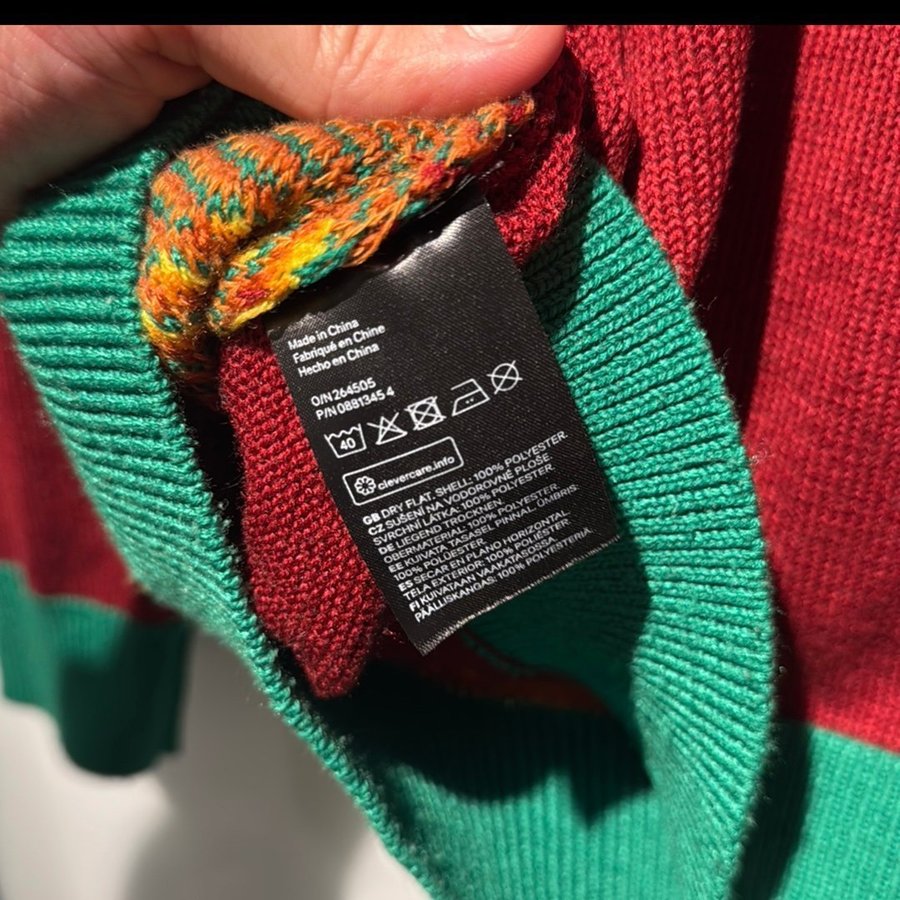 Made in China
Fabriqué en Chine
Hecho en China
O/N 264505
P/N 0881345 4
40
clevercare.info
GB DRY FLAT. SHELL: 100% POLYESTER.
CZ SUŠENÍ NA VODOROVNÉ PLOŠE
SVRCHNÍ LÁTKA: 100% POLYESTER.
DE LIEGEND TROCKNEN.
OBERMATERIAL: 100% POLYESTER.
EE KUIVATA TASASEL PINNAL. ÜMBRIS:
100% POLÜESTER.
ES SECAR EN PLANO HORIZONTAL.
TELA EXTERIOR: 100% POLIÉSTER.
FI KUIVATAAN TAAKATASOSSA
PÄÄLLISKANGAS: 100% POLYESTERIA.